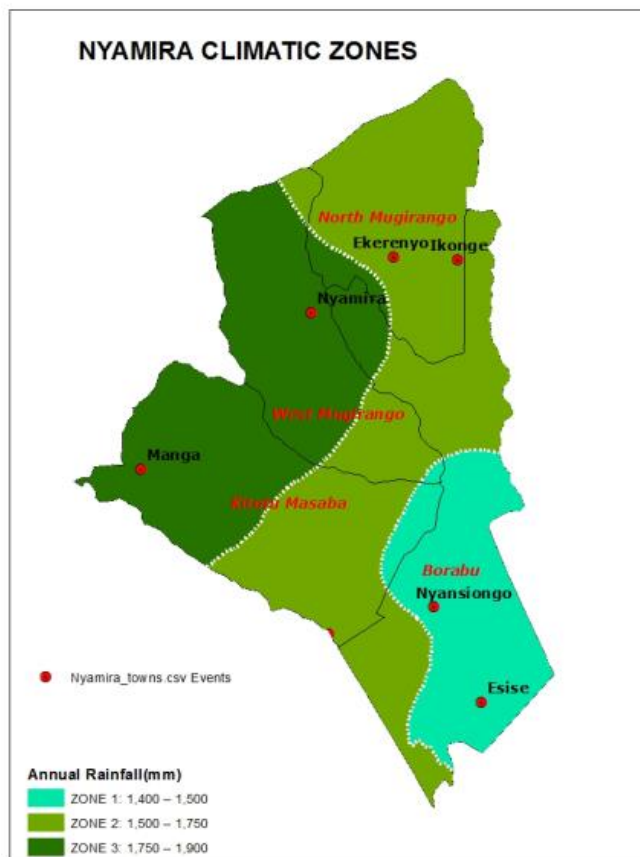 NYAMIRA CLIMATIC ZONES
North Mugirango
Ekerenyo
Ikonge
Nyamira
West Mugirango
Manga
Kitutu Masaba
Borabu
Nyansiongo
Nyamira_towns.csv Events
Esise
Annual Rainfall(mm)
ZONE 1: 1,400 – 1,500
ZONE 2: 1,500 – 1,750
ZONE 3: 1,750 – 1,900